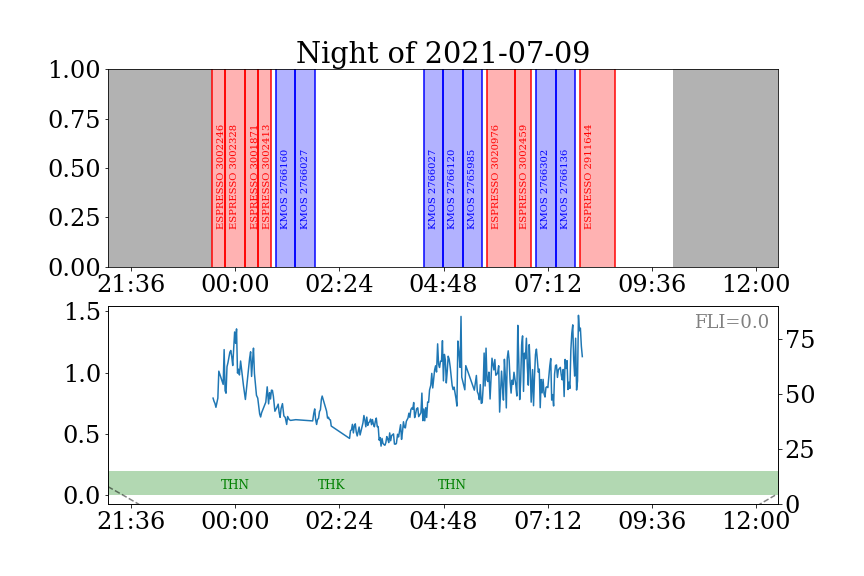 Night of 2021-07-09
1.00
0.75
0.50
0.25
0.00
ESPRESSO 3002246
ESPRESSO 3002328
ESPRESSO 3001871
ESPRESSO 3002413
KMOS 2766160
KMOS 2766027
KMOS 2766027
KMOS 2766120
KMOS 2765985
ESPRESSO 3020976
ESPRESSO 3002459
KMOS 2766302
KMOS 2766136
ESPRESSO 2911644
21:36 00:00 02:24 04:48 07:12 09:36 12:00
1.5
1.0
0.5
0.0
FLI=0.0
75
50
25
0
THN THK THN
21:36 00:00 02:24 04:48 07:12 09:36 12:00